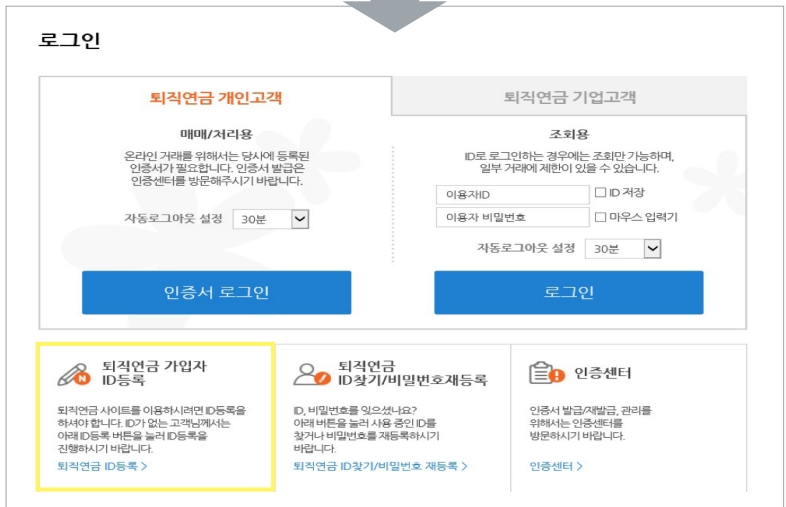 로그인
퇴직연금 개인고객
퇴직연금 기업고객
매매/처리용
온라인 거래를 위해서는 당사에 등록된
인증서가 필요합니다. 인증서 발급은
인증센터를 방문해주시기 바랍니다.
자동로그아웃 설정 30분
인증서 로그인
조회용
ID로 로그인하는 경우에는 조회만 가능하며,
일부 거래에 제한이 있을 수 있습니다.
이용자ID ID 저장
이용자 비밀번호 마우스 입력기
자동로그아웃 설정 30분
로그인
퇴직연금 가입자
ID등록
퇴직연금 사이트를 이용하시려면 ID등록을
하셔야 합니다. ID가 없는 고객님께서는
아래 ID등록 버튼을 눌러 ID등록을
진행하시기 바랍니다.
퇴직연금 ID등록 >
퇴직연금
ID찾기/비밀번호재등록
ID, 비밀번호를 잊으셨나요?
아래 버튼을 눌러 사용 중인 ID를
찾거나 비밀번호를 재등록하시기
바랍니다.
퇴직연금 ID찾기/비밀번호 재등록 >
인증센터
인증서 발급/재발급, 관리를
위해서는 인증센터를
방문하시기 바랍니다.
인증센터 >